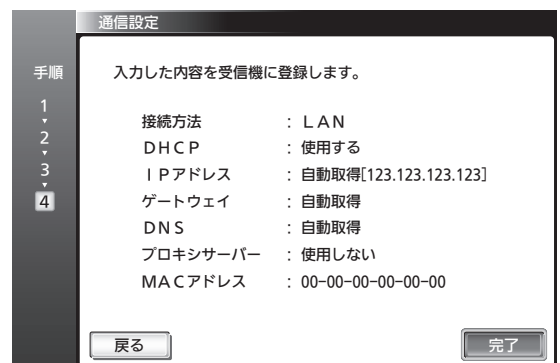 通信設定
手順
1
2
3
4
入力した内容を受信機に登録します。
接続方法 : ＬＡＮ
ＤＨＣＰ : 使用する
ＩＰアドレス : 自動取得[123.123.123.123]
ゲートウェイ : 自動取得
ＤＮＳ : 自動取得
プロキシサーバー : 使用しない
ＭＡＣアドレス : 00-00-00-00-00-00
戻る
完了